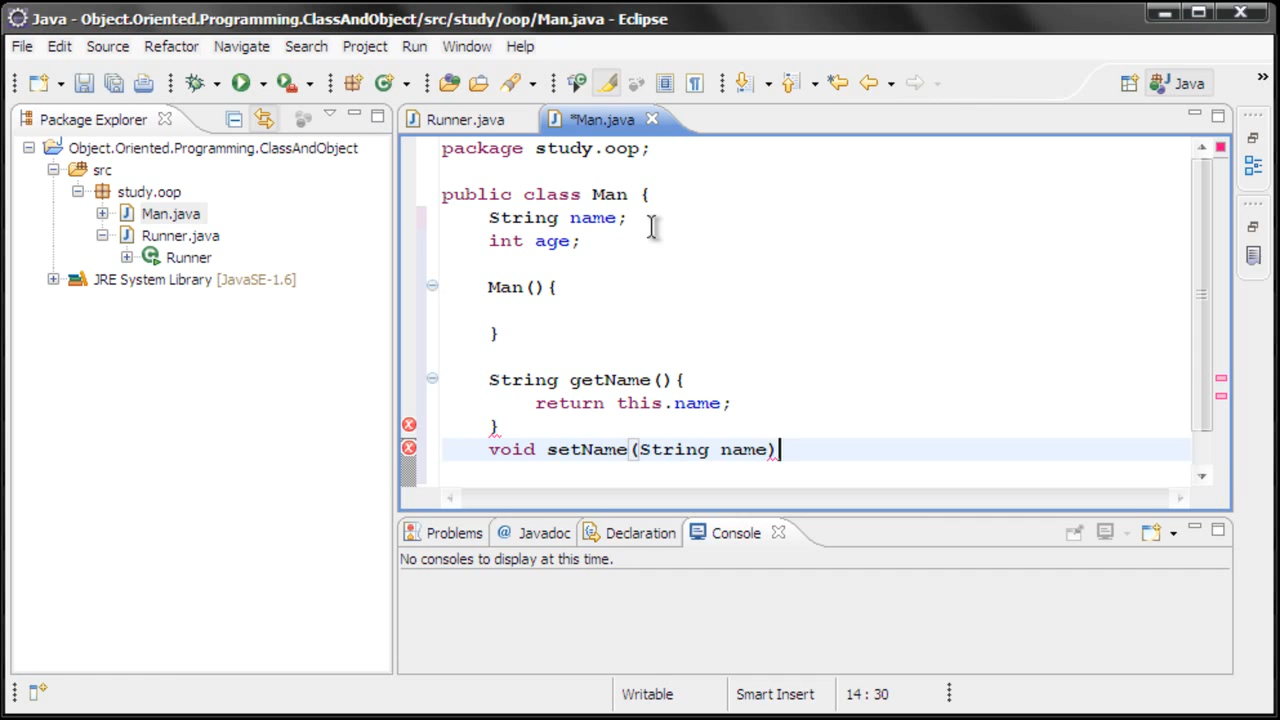 Java - Object.Oriented.Programming.ClassAndObject/src/study/oop/Man.java - Eclipse
File Edit Source Refactor Navigate Search Project Run Window Help
Java
Package Explorer
Object.Oriented.Programming.ClassAndObject
src
study.oop
Man.java
Runner.java
Runner
JRE System Library [JavaSE-1.6]
Runner.java *Man.java
package study.oop;
public class Man {
String name;
int age;
Man(){
}
String getName(){
return this.name;
}
void setName(String name)
Problems @ Javadoc Declaration Console
No consoles to display at this time.
Writable Smart Insert 14 : 30